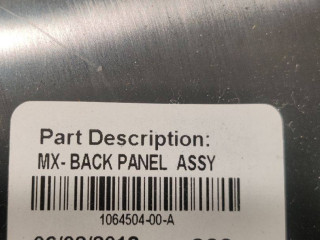 Part Description:
MX- BACK PANEL ASSY
1064504-00-A